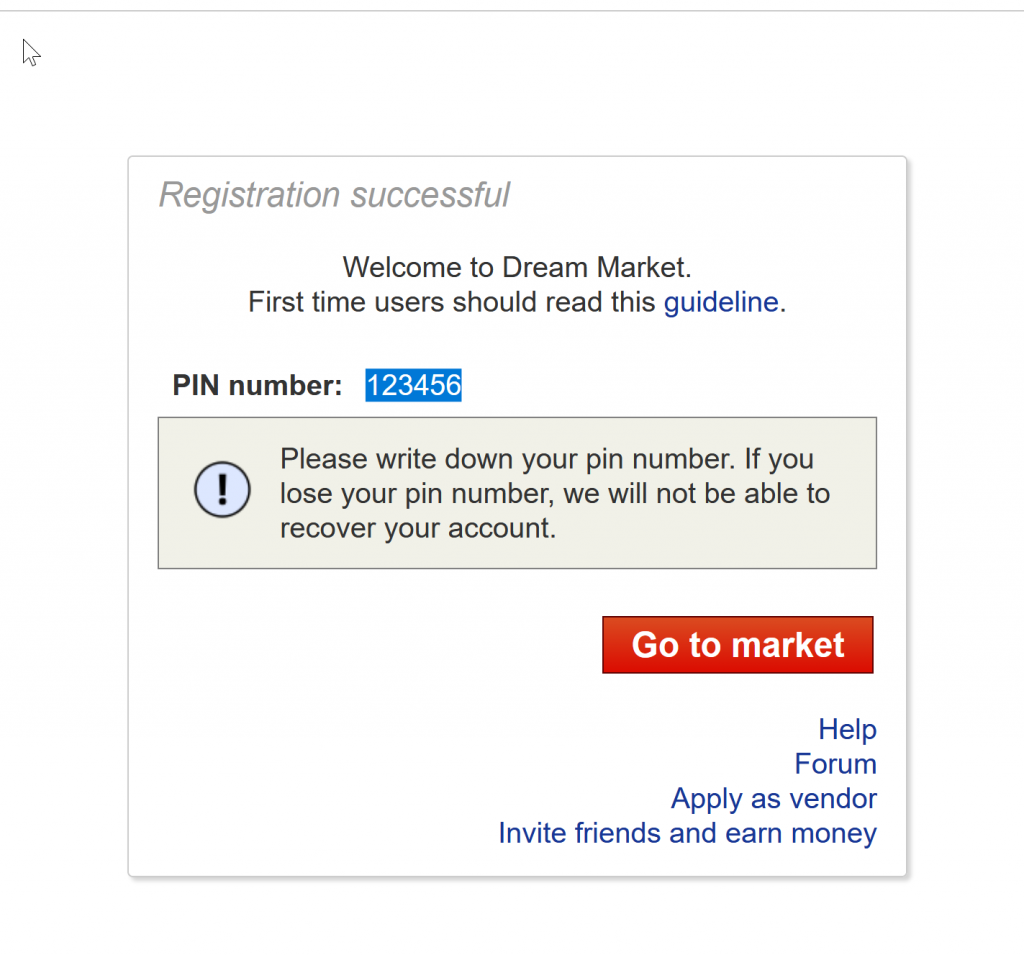 Registration successful
Welcome to Dream Market.
First time users should read this guideline.
PIN number: 123456
!
Please write down your pin number. If you
lose your pin number, we will not be able to
recover your account.
Go to market
Help
Forum
Apply as vendor
Invite friends and earn money